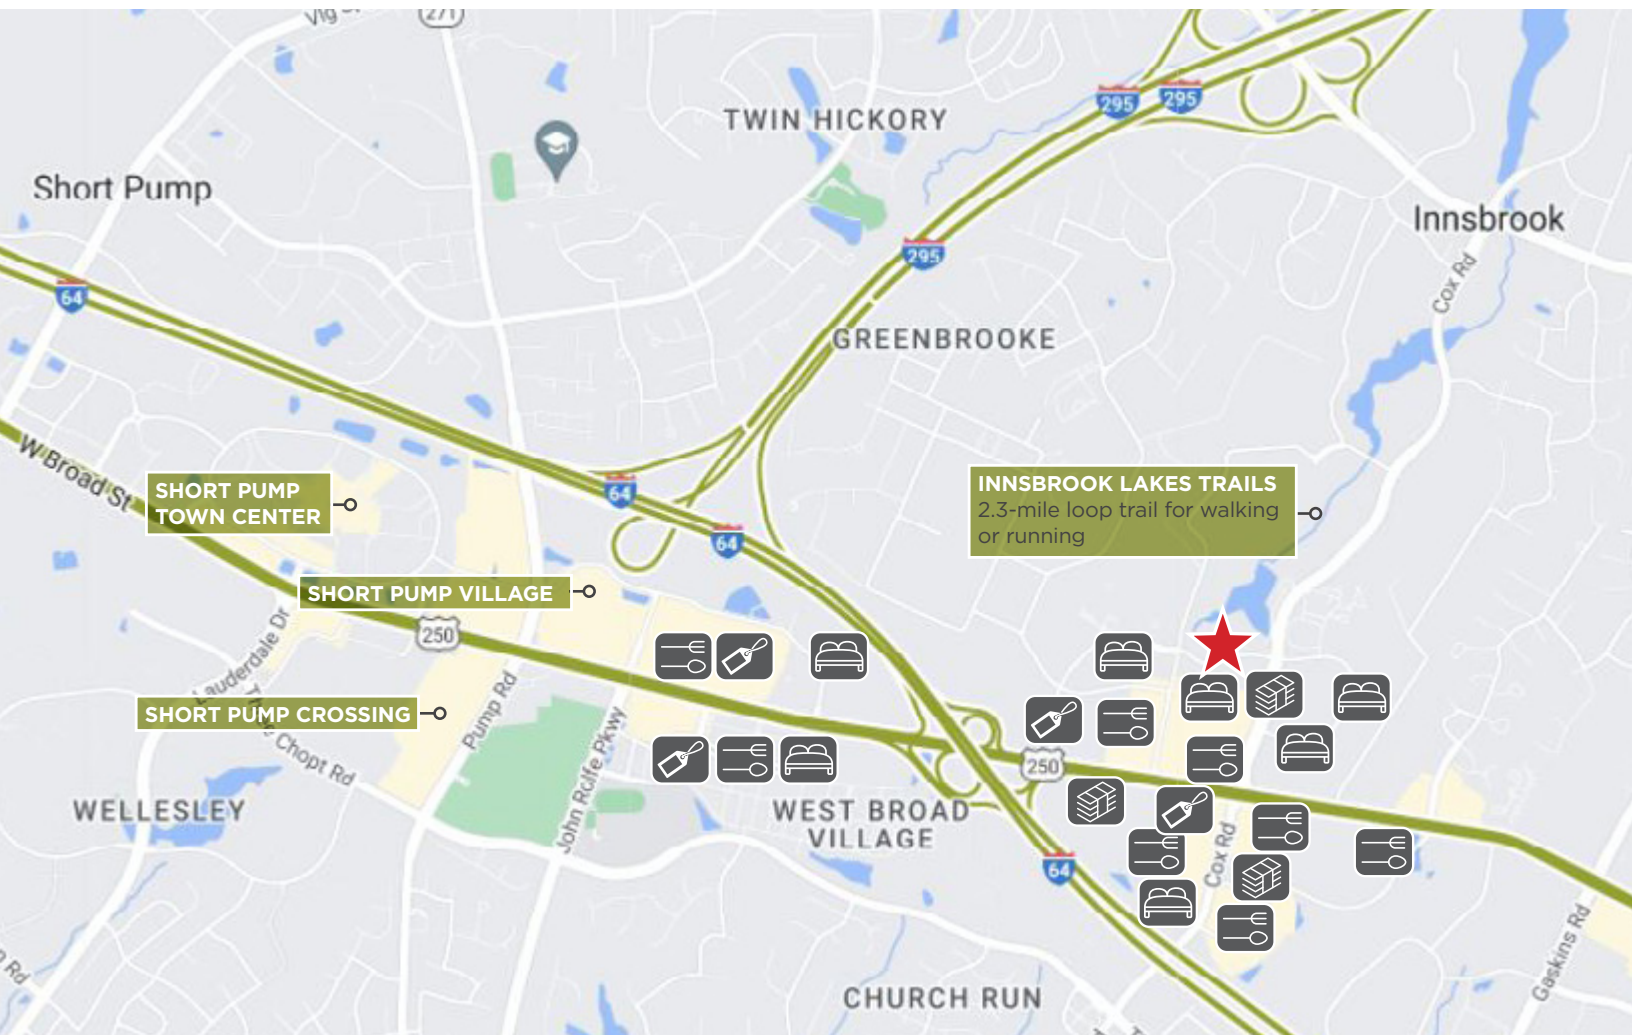 271
TWIN HICKORY
295
295
Short Pump
Innsbrook
295
Cox Rd
64
GREENBROOKE
W Broad St
SHORT PUMP
TOWN CENTER
64
64
INNSBROOK LAKES TRAILS
2.3-mile loop trail for walking
or running
SHORT PUMP VILLAGE
250
Lauderdale Dr
SHORT PUMP CROSSING
Pump Rd
Chopt Rd
John Rolfe Pkwy
250
WELLESLEY
WEST BROAD
VILLAGE
Cox Rd
64
Gaskins Rd
Rd
CHURCH RUN